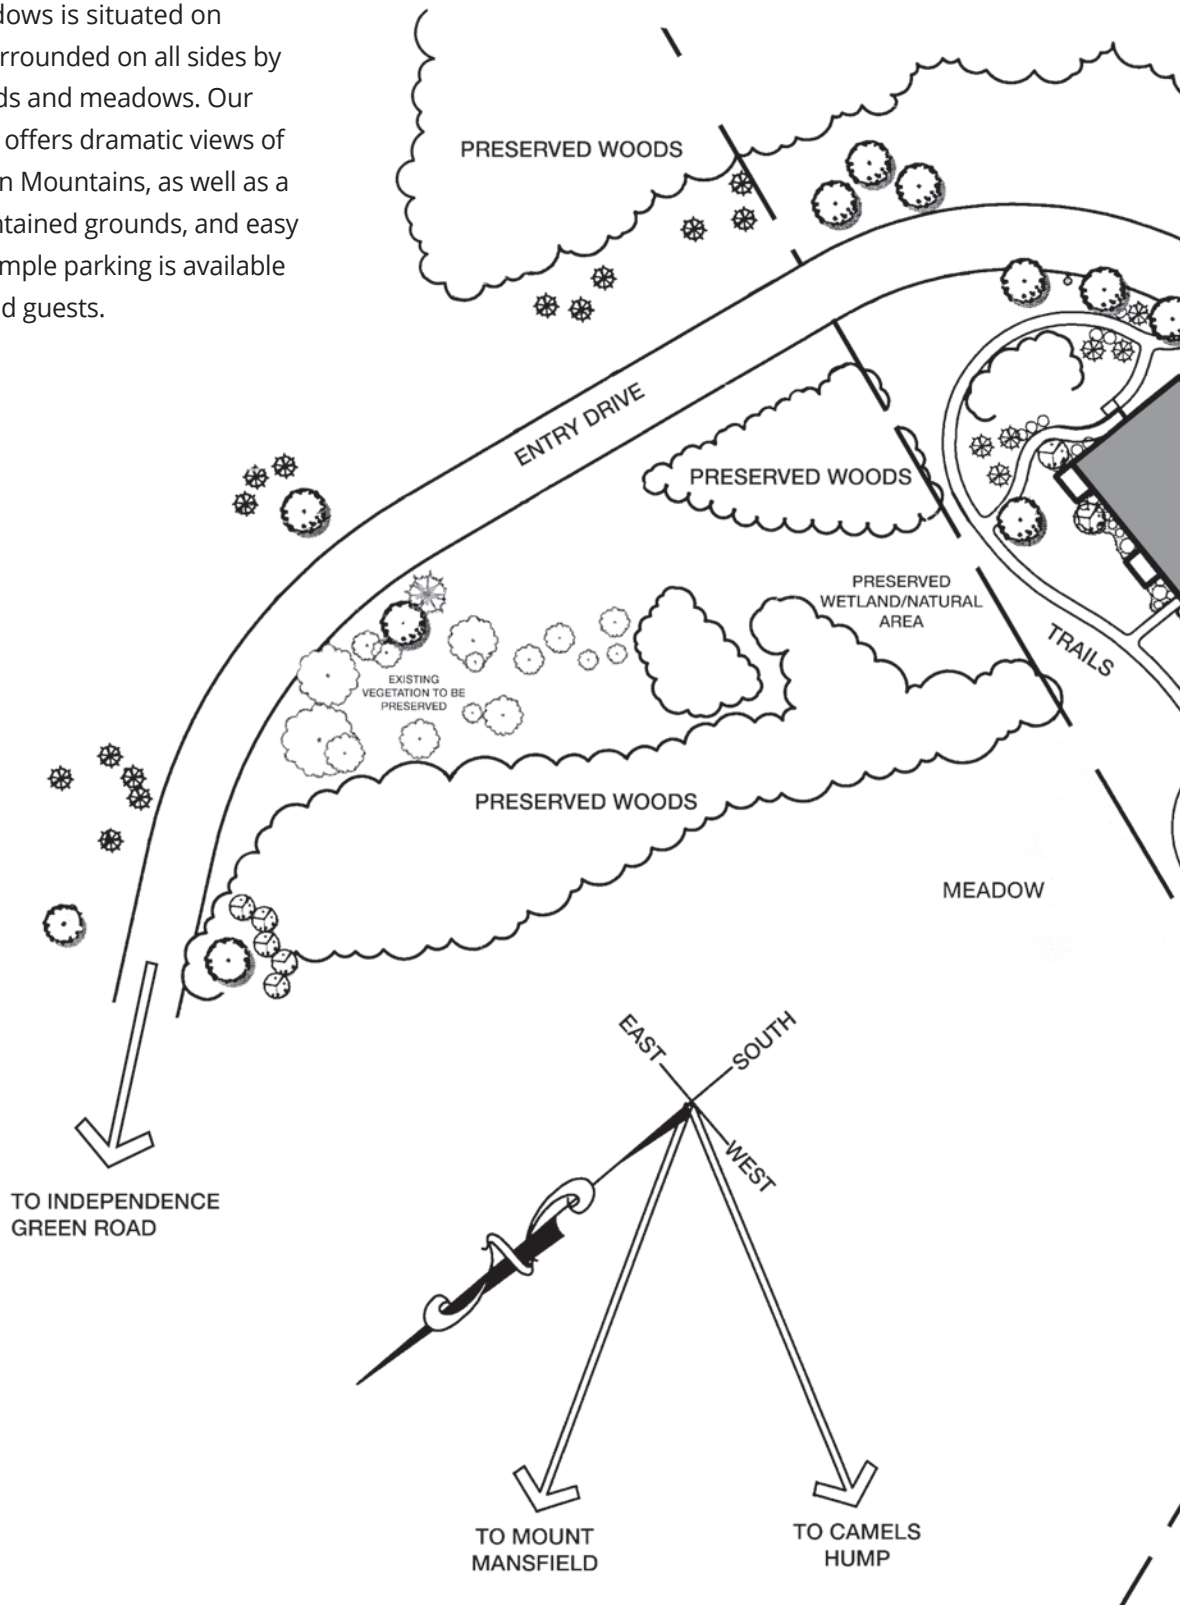 dows is situated on
rrounded on all sides by
ds and meadows. Our
offers dramatic views of
n Mountains, as well as a
ntained grounds, and easy
mple parking is available
d guests.
PRESERVED WOODS
ENTRY DRIVE
PRESERVED WOODS
PRESERVED
WETLAND/NATURAL
AREA
TRAILS
EXISTING
VEGETATION TO BE
PRESERVED
PRESERVED WOODS
MEADOW
EAST
SOUTH
WEST
N
TO INDEPENDENCE
GREEN ROAD
TO MOUNT
MANSFIELD
TO CAMELS
HUMP